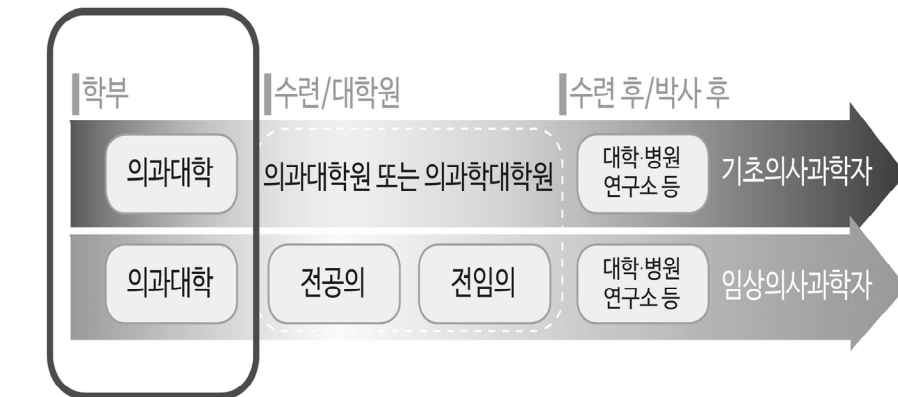 학부
수련/대학원
수련 후/박사 후
의과대학
의과대학원 또는 의과학대학원
대학·병원
연구소 등
기초의사과학자
의과대학
전공의
전임의
대학·병원
연구소 등
임상의사과학자